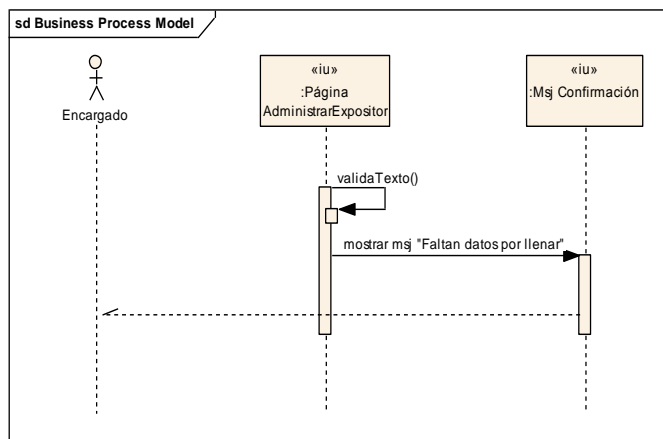 sd Business Process Model
Encargado
«iu»
:Página
AdministrarExpositor
«iu»
:Msj Confirmación
validaTexto()
mostrar msj "Faltan datos por llenar"